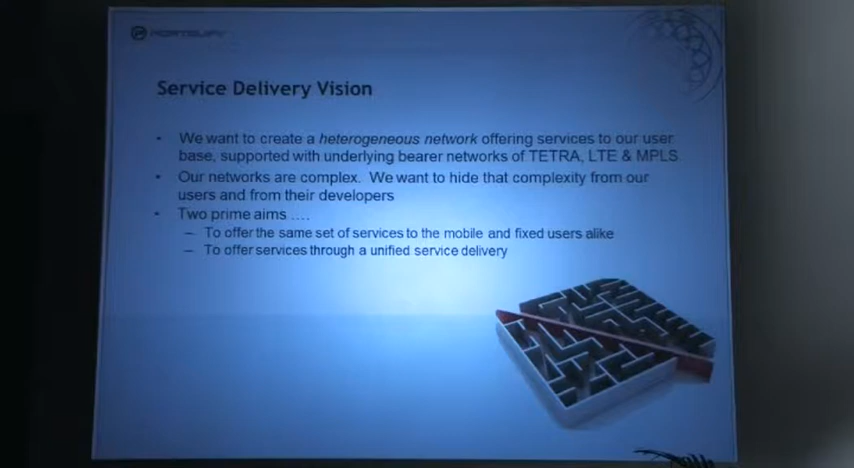 PORTALIFY
Service Delivery Vision
• We want to create a heterogeneous network offering services to our user
base, supported with underlying bearer networks of TETRA, LTE & MPLS
• Our networks are complex. We want to hide that complexity from our
users and from their developers
• Two prime aims ....
– To offer the same set of services to the mobile and fixed users alike
– To offer services through a unified service delivery